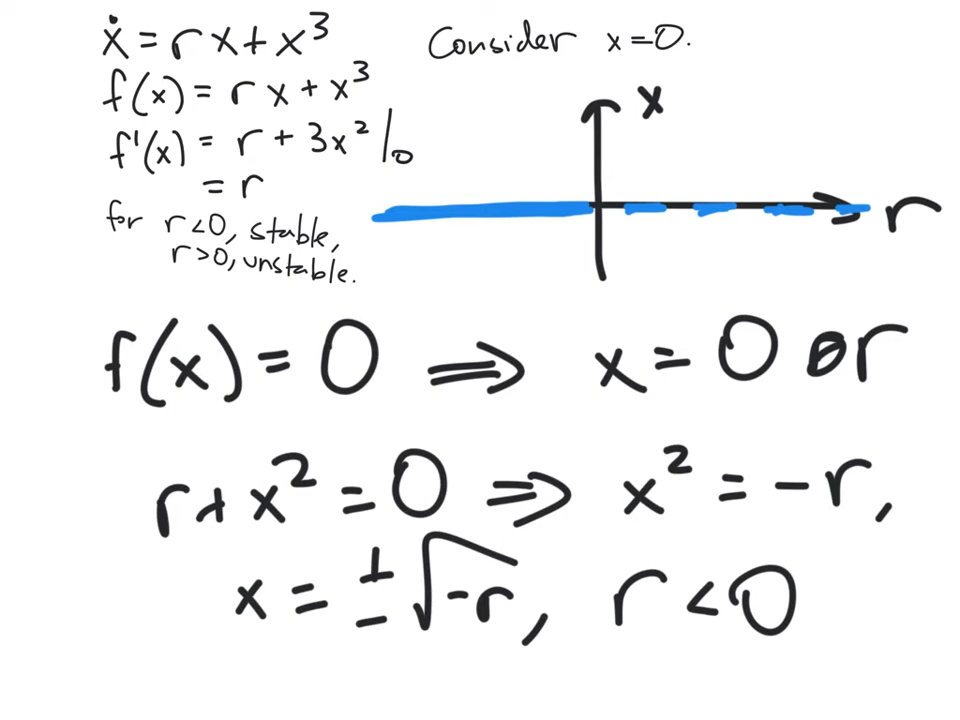 ẋ = rx + x³
Consider x = 0.
f(x) = rx + x³
f'(x) = r + 3x² |₀
= r
for r < 0, stable,
r > 0, unstable.
x
r
f(x) = 0 ⟹ x = 0 or
r + x² = 0 ⟹ x² = -r,
x = ±√-r, r < 0